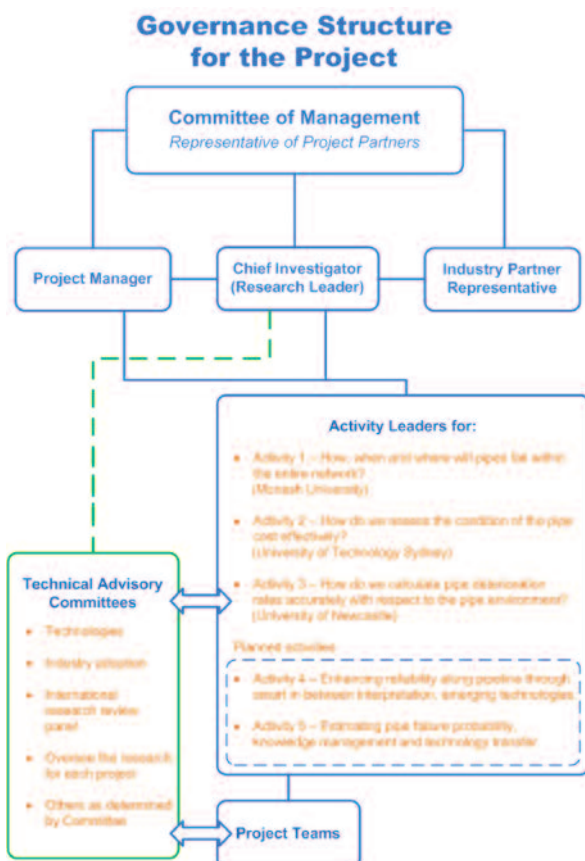 Governance Structure
for the Project
Committee of Management
Representative of Project Partners
Project Manager
Chief Investigator
(Research Leader)
Industry Partner
Representative
Activity Leaders for:
Activity 1 – How, when and where will pipes fail within
the entire network?
(Monash University)
Activity 2 – How do we assess the condition of the pipe
cost effectively?
(University of Technology Sydney)
Activity 3 – How do we calculate pipe deterioration
rates accurately with respect to the pipe environment?
(University of Newcastle)
Planned activities
Activity 4 – Enhancing reliability along pipeline through
in between interpretation, emerging technologies
Activity 5 – Estimating pipe failure probability,
knowledge management and technology transfer
Technical Advisory
Committees
Technologies
Industry adoption
International
research review
panel
Oversee the research
for each project
Others as determined
by Committee
Project Teams